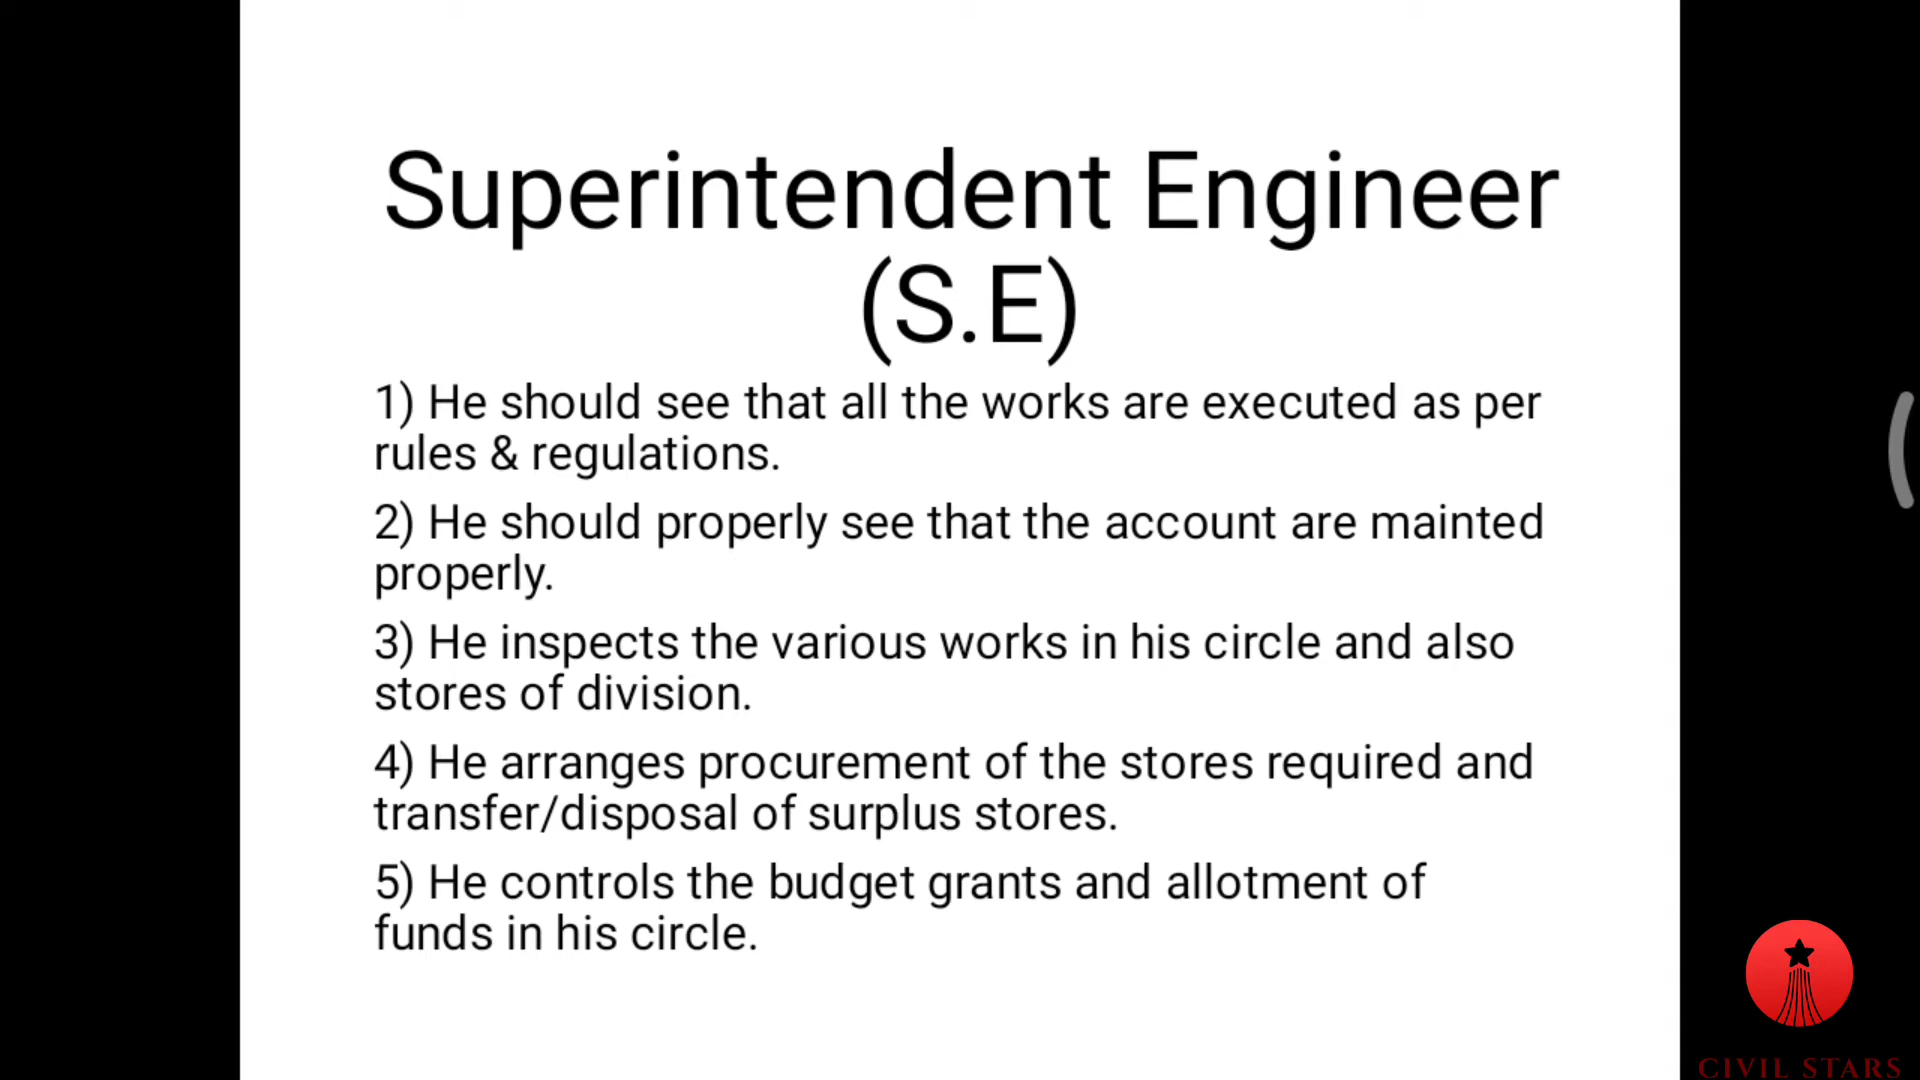 Superintendent Engineer
(S.E)
1) He should see that all the works are executed as per
rules & regulations.
2) He should properly see that the account are mainted
properly.
3) He inspects the various works in his circle and also
stores of division.
4) He arranges procurement of the stores required and
transfer/disposal of surplus stores.
5) He controls the budget grants and allotment of
funds in his circle.
CIVIL STARS